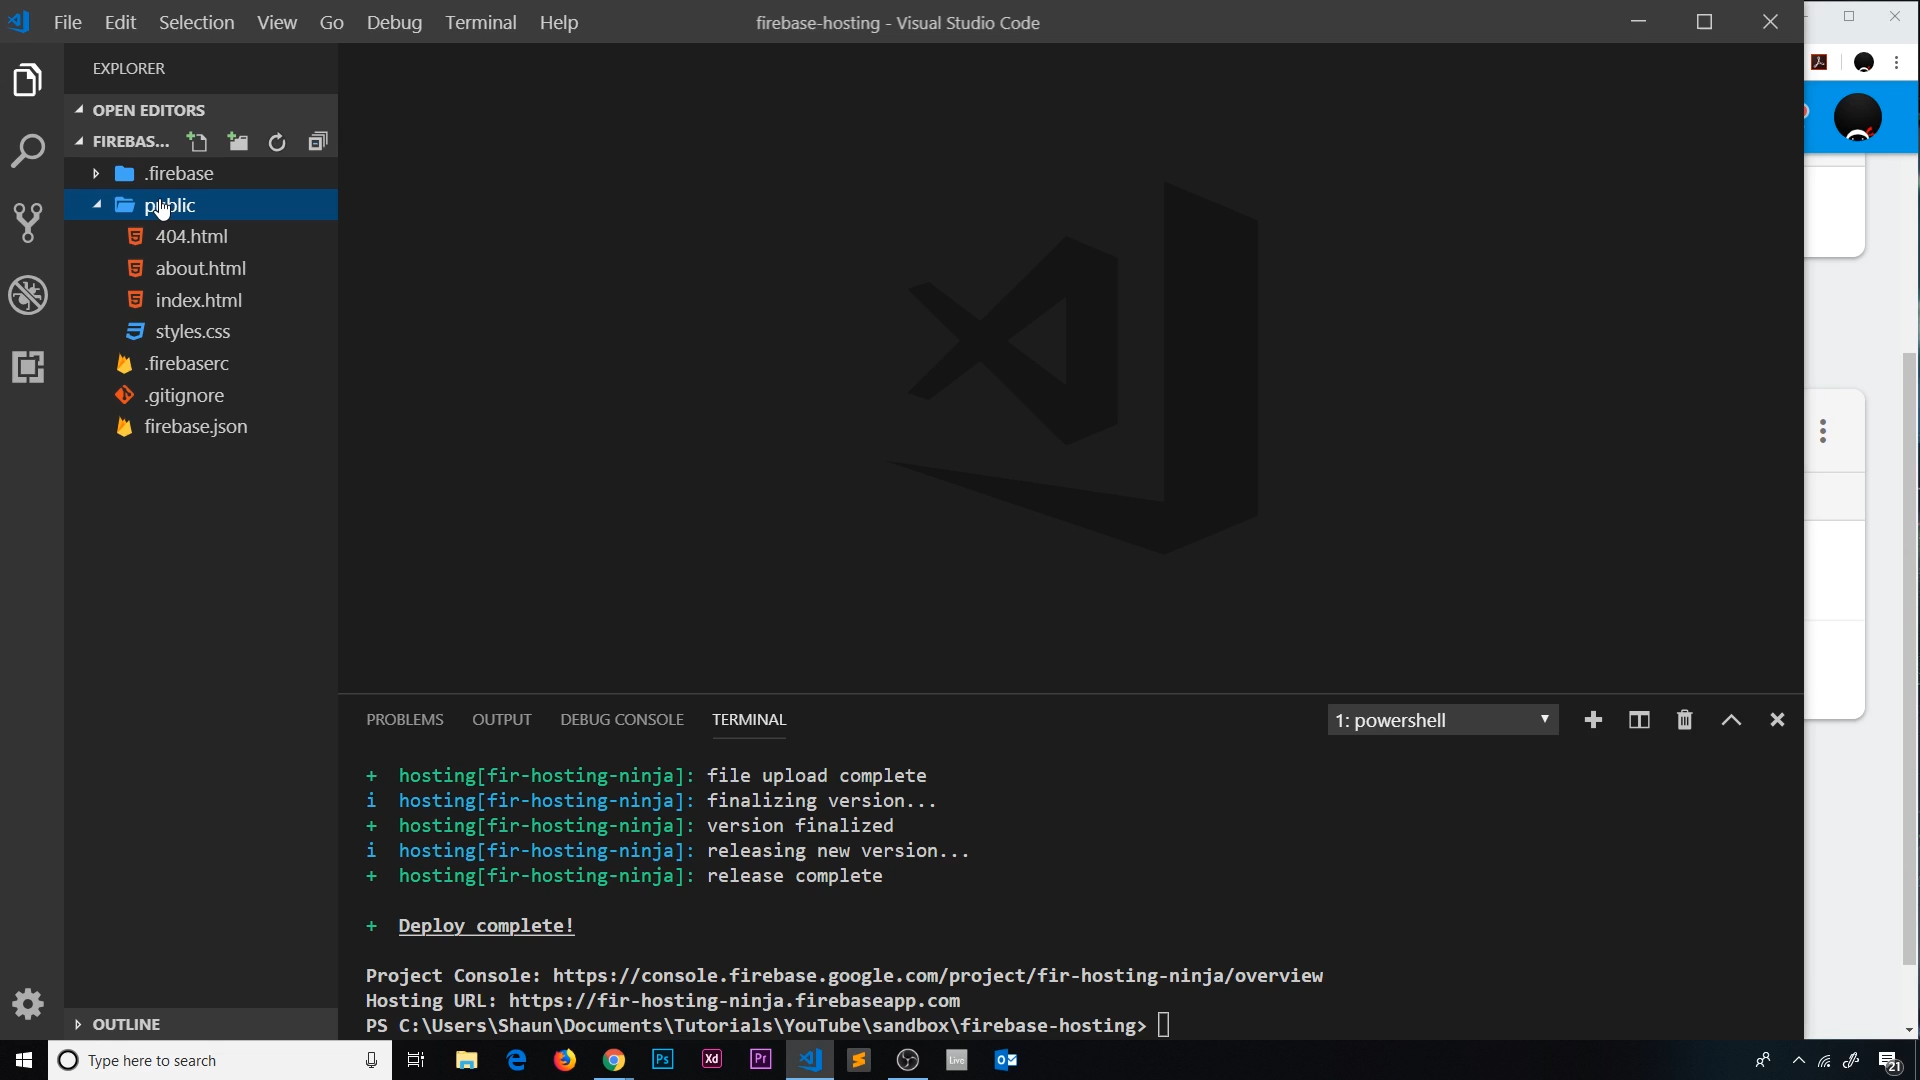 File Edit Selection View Go Debug Terminal Help
firebase-hosting - Visual Studio Code
EXPLORER
OPEN EDITORS
FIREBAS...
.firebase
public
404.html
about.html
index.html
styles.css
.firebaserc
.gitignore
firebase.json
OUTLINE
PROBLEMS OUTPUT DEBUG CONSOLE TERMINAL
1: powershell
+ hosting[fir-hosting-ninja]: file upload complete
i hosting[fir-hosting-ninja]: finalizing version...
+ hosting[fir-hosting-ninja]: version finalized
i hosting[fir-hosting-ninja]: releasing new version...
+ hosting[fir-hosting-ninja]: release complete
+ Deploy complete!
Project Console: https://console.firebase.google.com/project/fir-hosting-ninja/overview
Hosting URL: https://fir-hosting-ninja.firebaseapp.com
PS C:\Users\Shaun\Documents\Tutorials\YouTube\sandbox\firebase-hosting>
Type here to search
Ps
Xd
Pr
Live
21